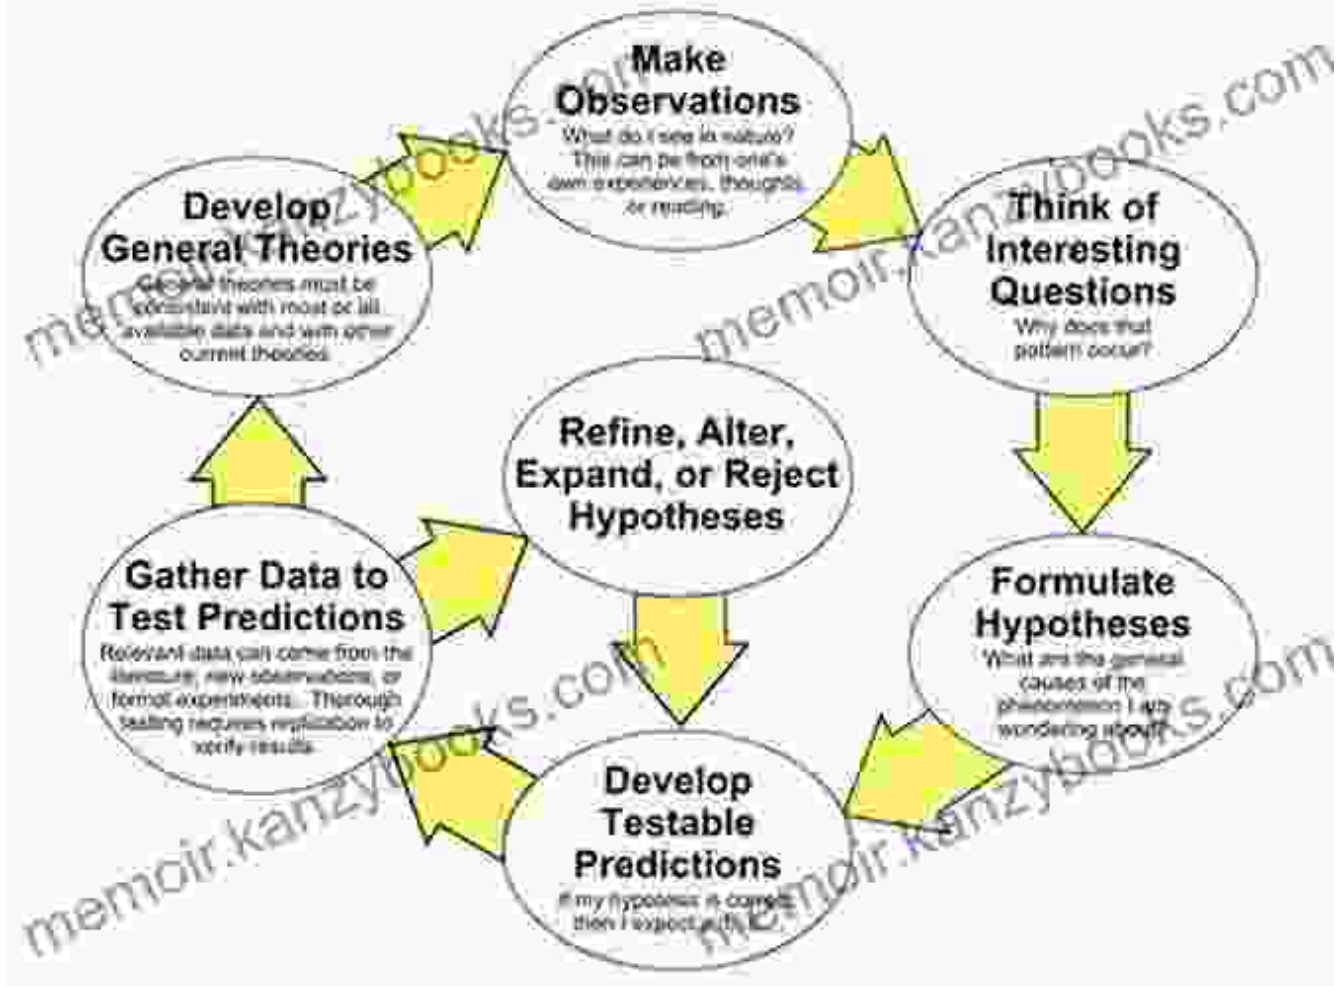 Make
Observations
What do I see in nature?
This can be from one's
own experiences, thoughts,
or reading.
Think of
Interesting
Questions
Why does that
pattern occur?
Formulate
Hypotheses
What are the general
causes of the
phenomenon I am
wondering about?
Develop
Testable
Predictions
If my hypothesis is correct,
then I expect
Gather Data to
Test Predictions
Relevant data can come from the
literature, new observations, or
formal experiments. Thorough
testing requires replication to
verify results.
Refine, Alter,
Expand, or Reject
Hypotheses
Develop
General Theories
General theories must be
consistent with most or all
available data and with other
current theories.
memoir.kanzybooks.com
memoir.kanzybooks.com
memoir.kanzybooks.com
memoir.kanzybooks.com